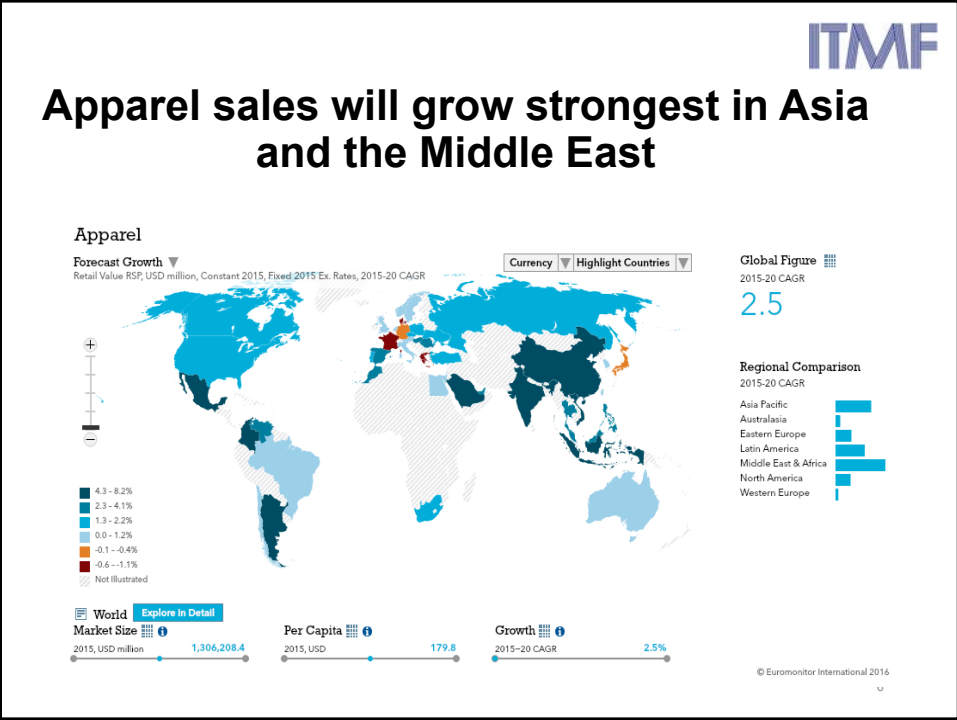 ITMF
Apparel sales will grow strongest in Asia
and the Middle East
Apparel
Forecast Growth
Retail Value RSP, USD million, Constant 2015, Fixed 2015 Ex. Rates, 2015-20 CAGR
Currency
Highlight Countries
+
−
4.3 - 8.2%
2.3 - 4.1%
1.3 - 2.2%
0.0 - 1.2%
-0.1 - -0.4%
-0.6 - -1.1%
Not Illustrated
Global Figure
2015-20 CAGR
2.5
Regional Comparison
2015-20 CAGR
Asia Pacific
Australasia
Eastern Europe
Latin America
Middle East & Africa
North America
Western Europe
World Explore in Detail
Market Size
2015, USD million 1,306,208.4
Per Capita
2015, USD 179.8
Growth
2015-20 CAGR 2.5%
© Euromonitor International 2016